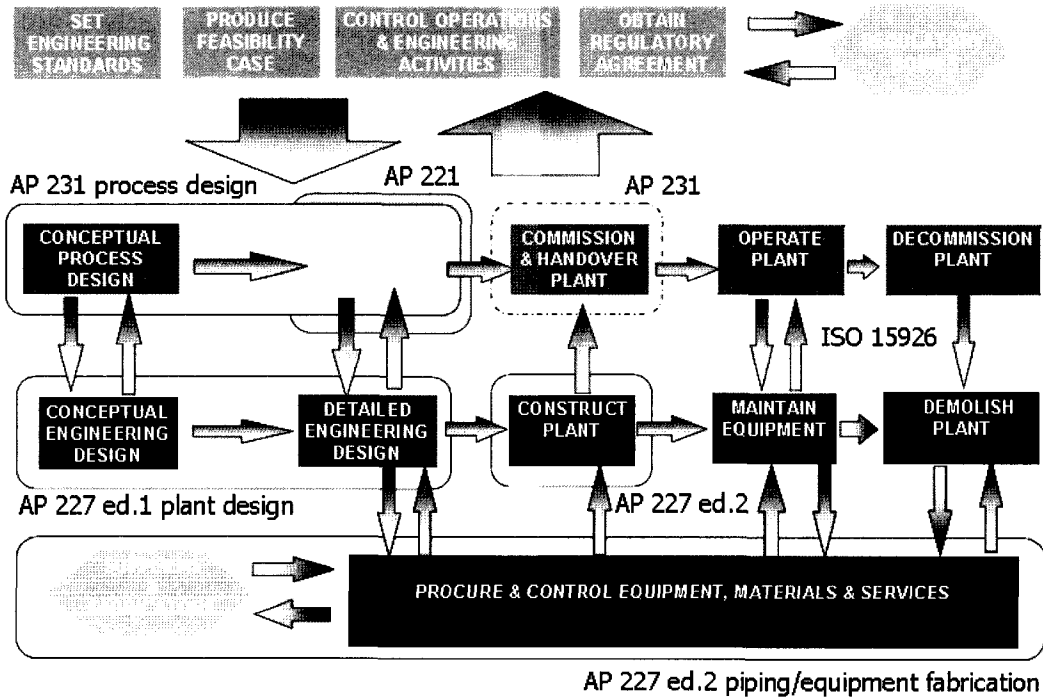 SET
ENGINEERING
STANDARDS
PRODUCE
FEASIBILITY
CASE
CONTROL OPERATIONS
& ENGINEERING
ACTIVITIES
OBTAIN
REGULATORY
AGREEMENT
AP 231 process design
AP 221
AP 231
CONCEPTUAL
PROCESS
DESIGN
COMMISSION
& HANDOVER
PLANT
OPERATE
PLANT
DECOMMISSION
PLANT
ISO 15926
CONCEPTUAL
ENGINEERING
DESIGN
DETAILED
ENGINEERING
DESIGN
CONSTRUCT
PLANT
MAINTAIN
EQUIPMENT
DEMOLISH
PLANT
AP 227 ed.1 plant design
AP 227 ed.2
PROCURE & CONTROL EQUIPMENT, MATERIALS & SERVICES
AP 227 ed.2 piping/equipment fabrication